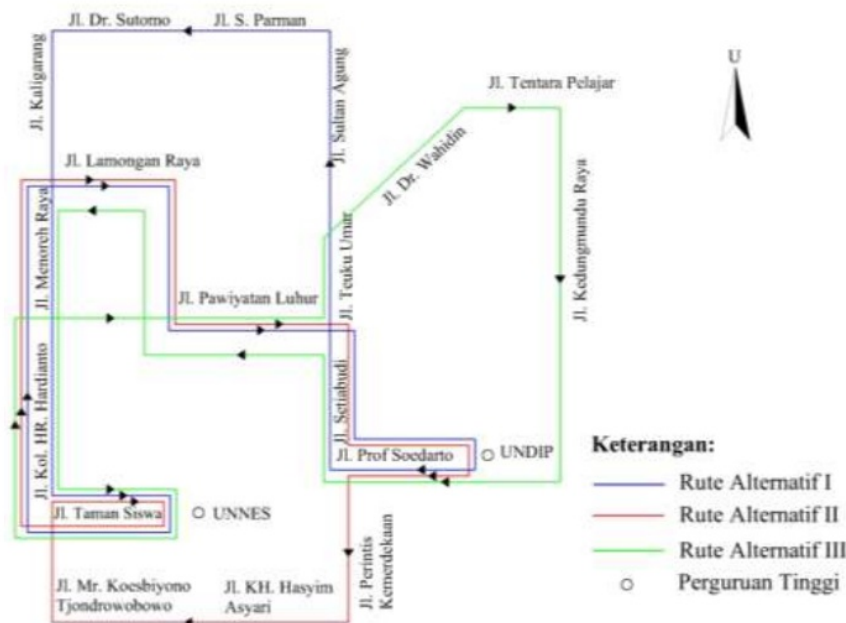 Jl. Dr. Sutomo
Jl. S. Parman
U
Jl. Tentara Pelajar
Jl. Kaligarang
Jl. Sultan Agung
Jl. Dr. Wahidin
Jl. Lamongan Raya
Jl. Menoreh Raya
Jl. Teuku Umar
Jl. Kedungmundu Raya
Jl. Pawiyatan Luhur
Jl. Kol. HR. Hardianto
Jl. Setiabudi
Jl. Prof Soedarto
UNDIP
Jl. Taman Siswa
UNNES
Jl. Perintis
Kemerdekaan
Jl. Mr. Koesbiyono
Tjondrowobowo
Jl. KH. Hasyim
Asyari
Keterangan:
Rute Alternatif I
Rute Alternatif II
Rute Alternatif III
Perguruan Tinggi